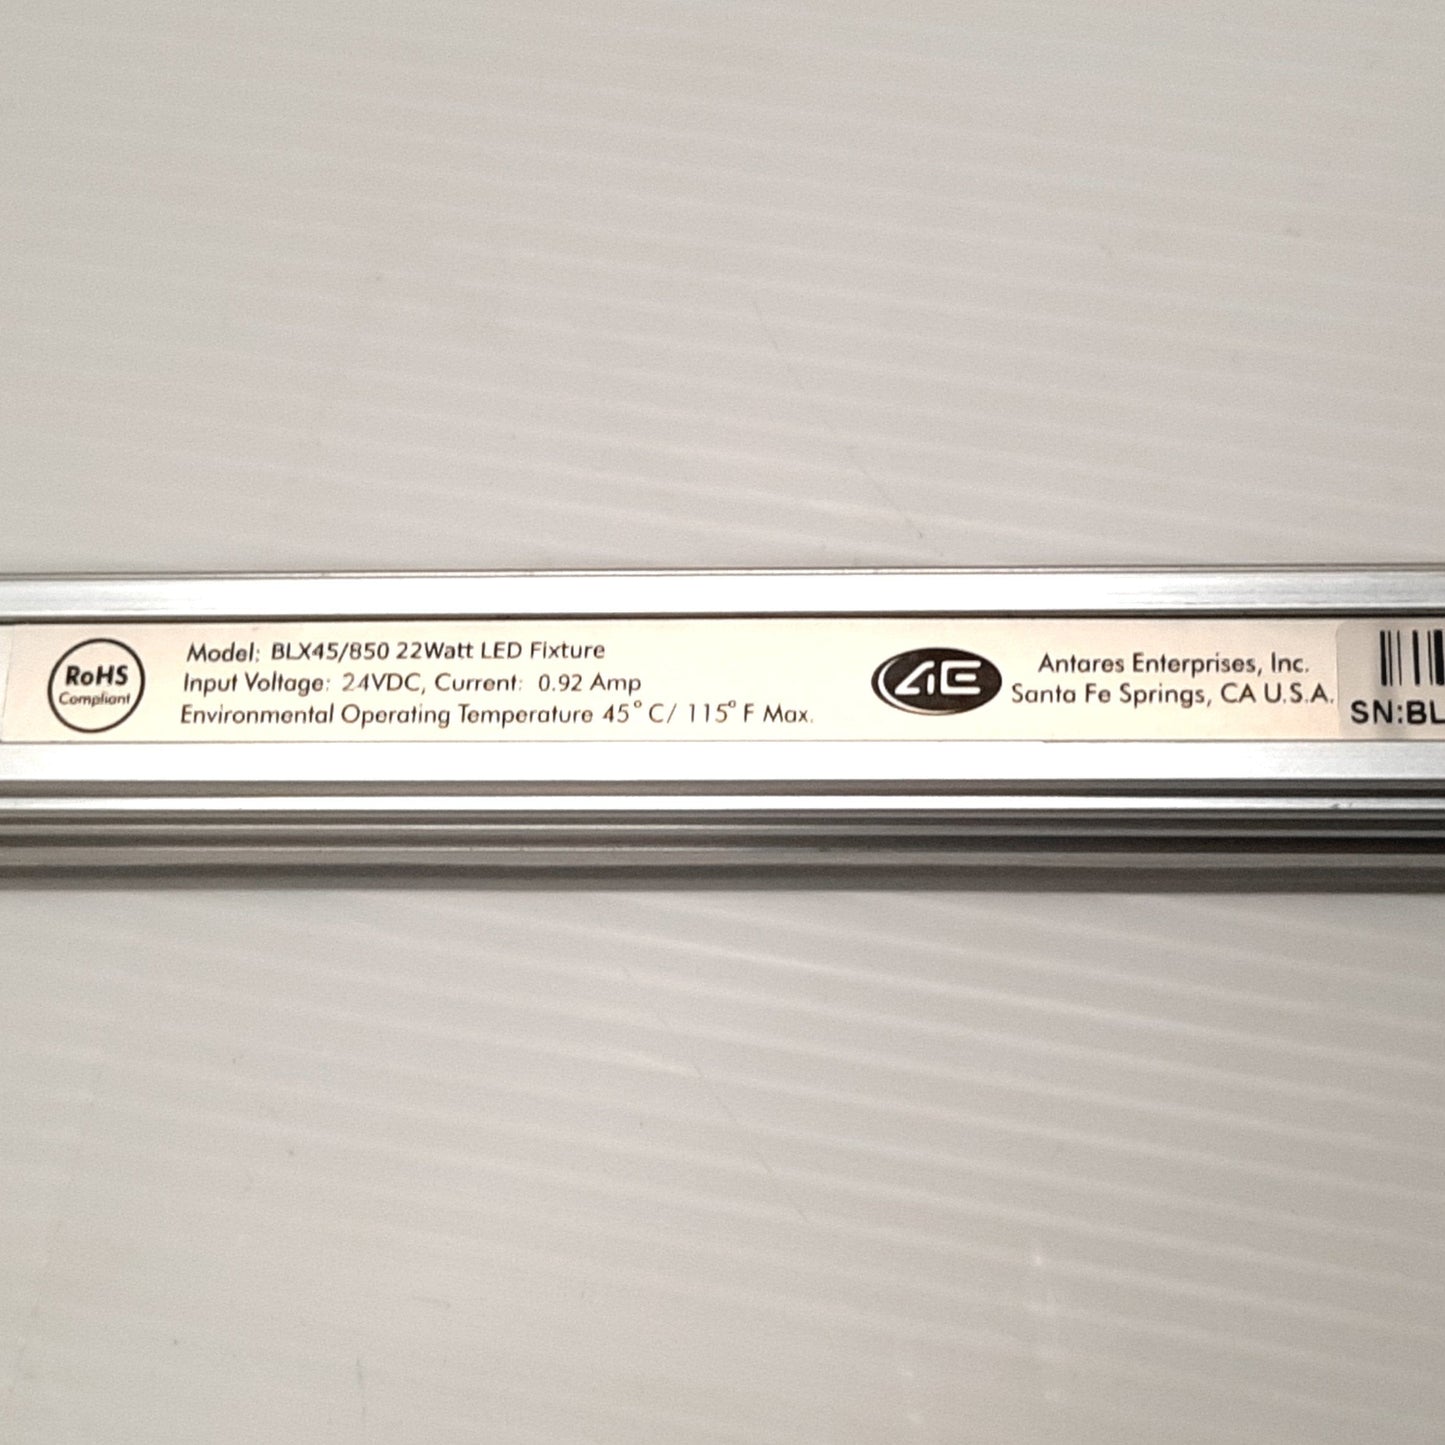 RoHS
Compliant
Model: BLX45/850 22Watt LED Fixture
Input Voltage: 24VDC, Current: 0.92 Amp
Environmental Operating Temperature 45° C/ 115° F Max.
AE
Antares Enterprises, Inc.
Santa Fe Springs, CA U.S.A.
SN:BL